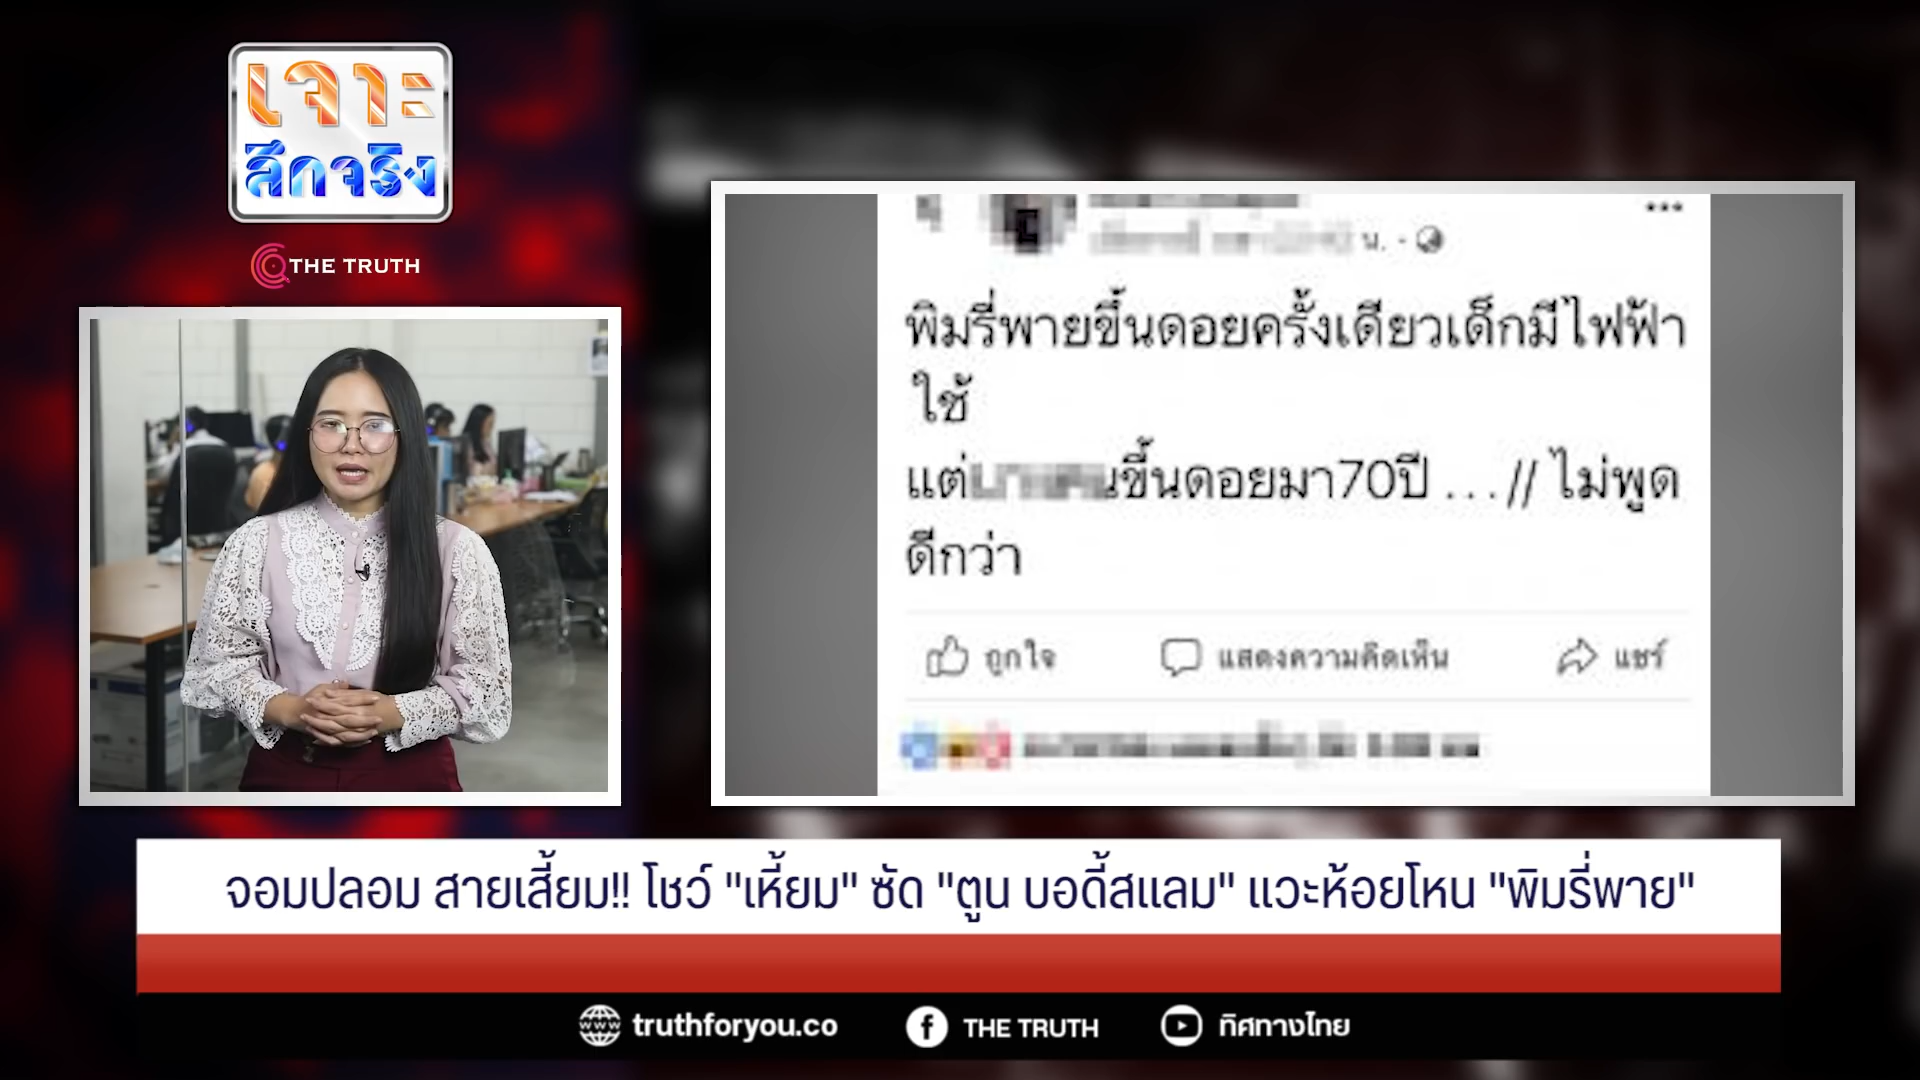 เจาะ
ลึกจริง
THE TRUTH
น. -
พิมรี่พายขึ้นดอยครั้งเดียวเด็กมีไฟฟ้า
ใช้
แต่ ขึ้นดอยมา70ปี ...// ไม่พูด
ดีกว่า
ถูกใจ แสดงความคิดเห็น แชร์
จอมปลอม สายเสี้ยม!! โชว์ "เหี้ยม" ซัด "ตูน บอดี้สแลม" แวะห้อยโหน "พิมรี่พาย"
www truthforyou.co THE TRUTH ทิศทางไทย